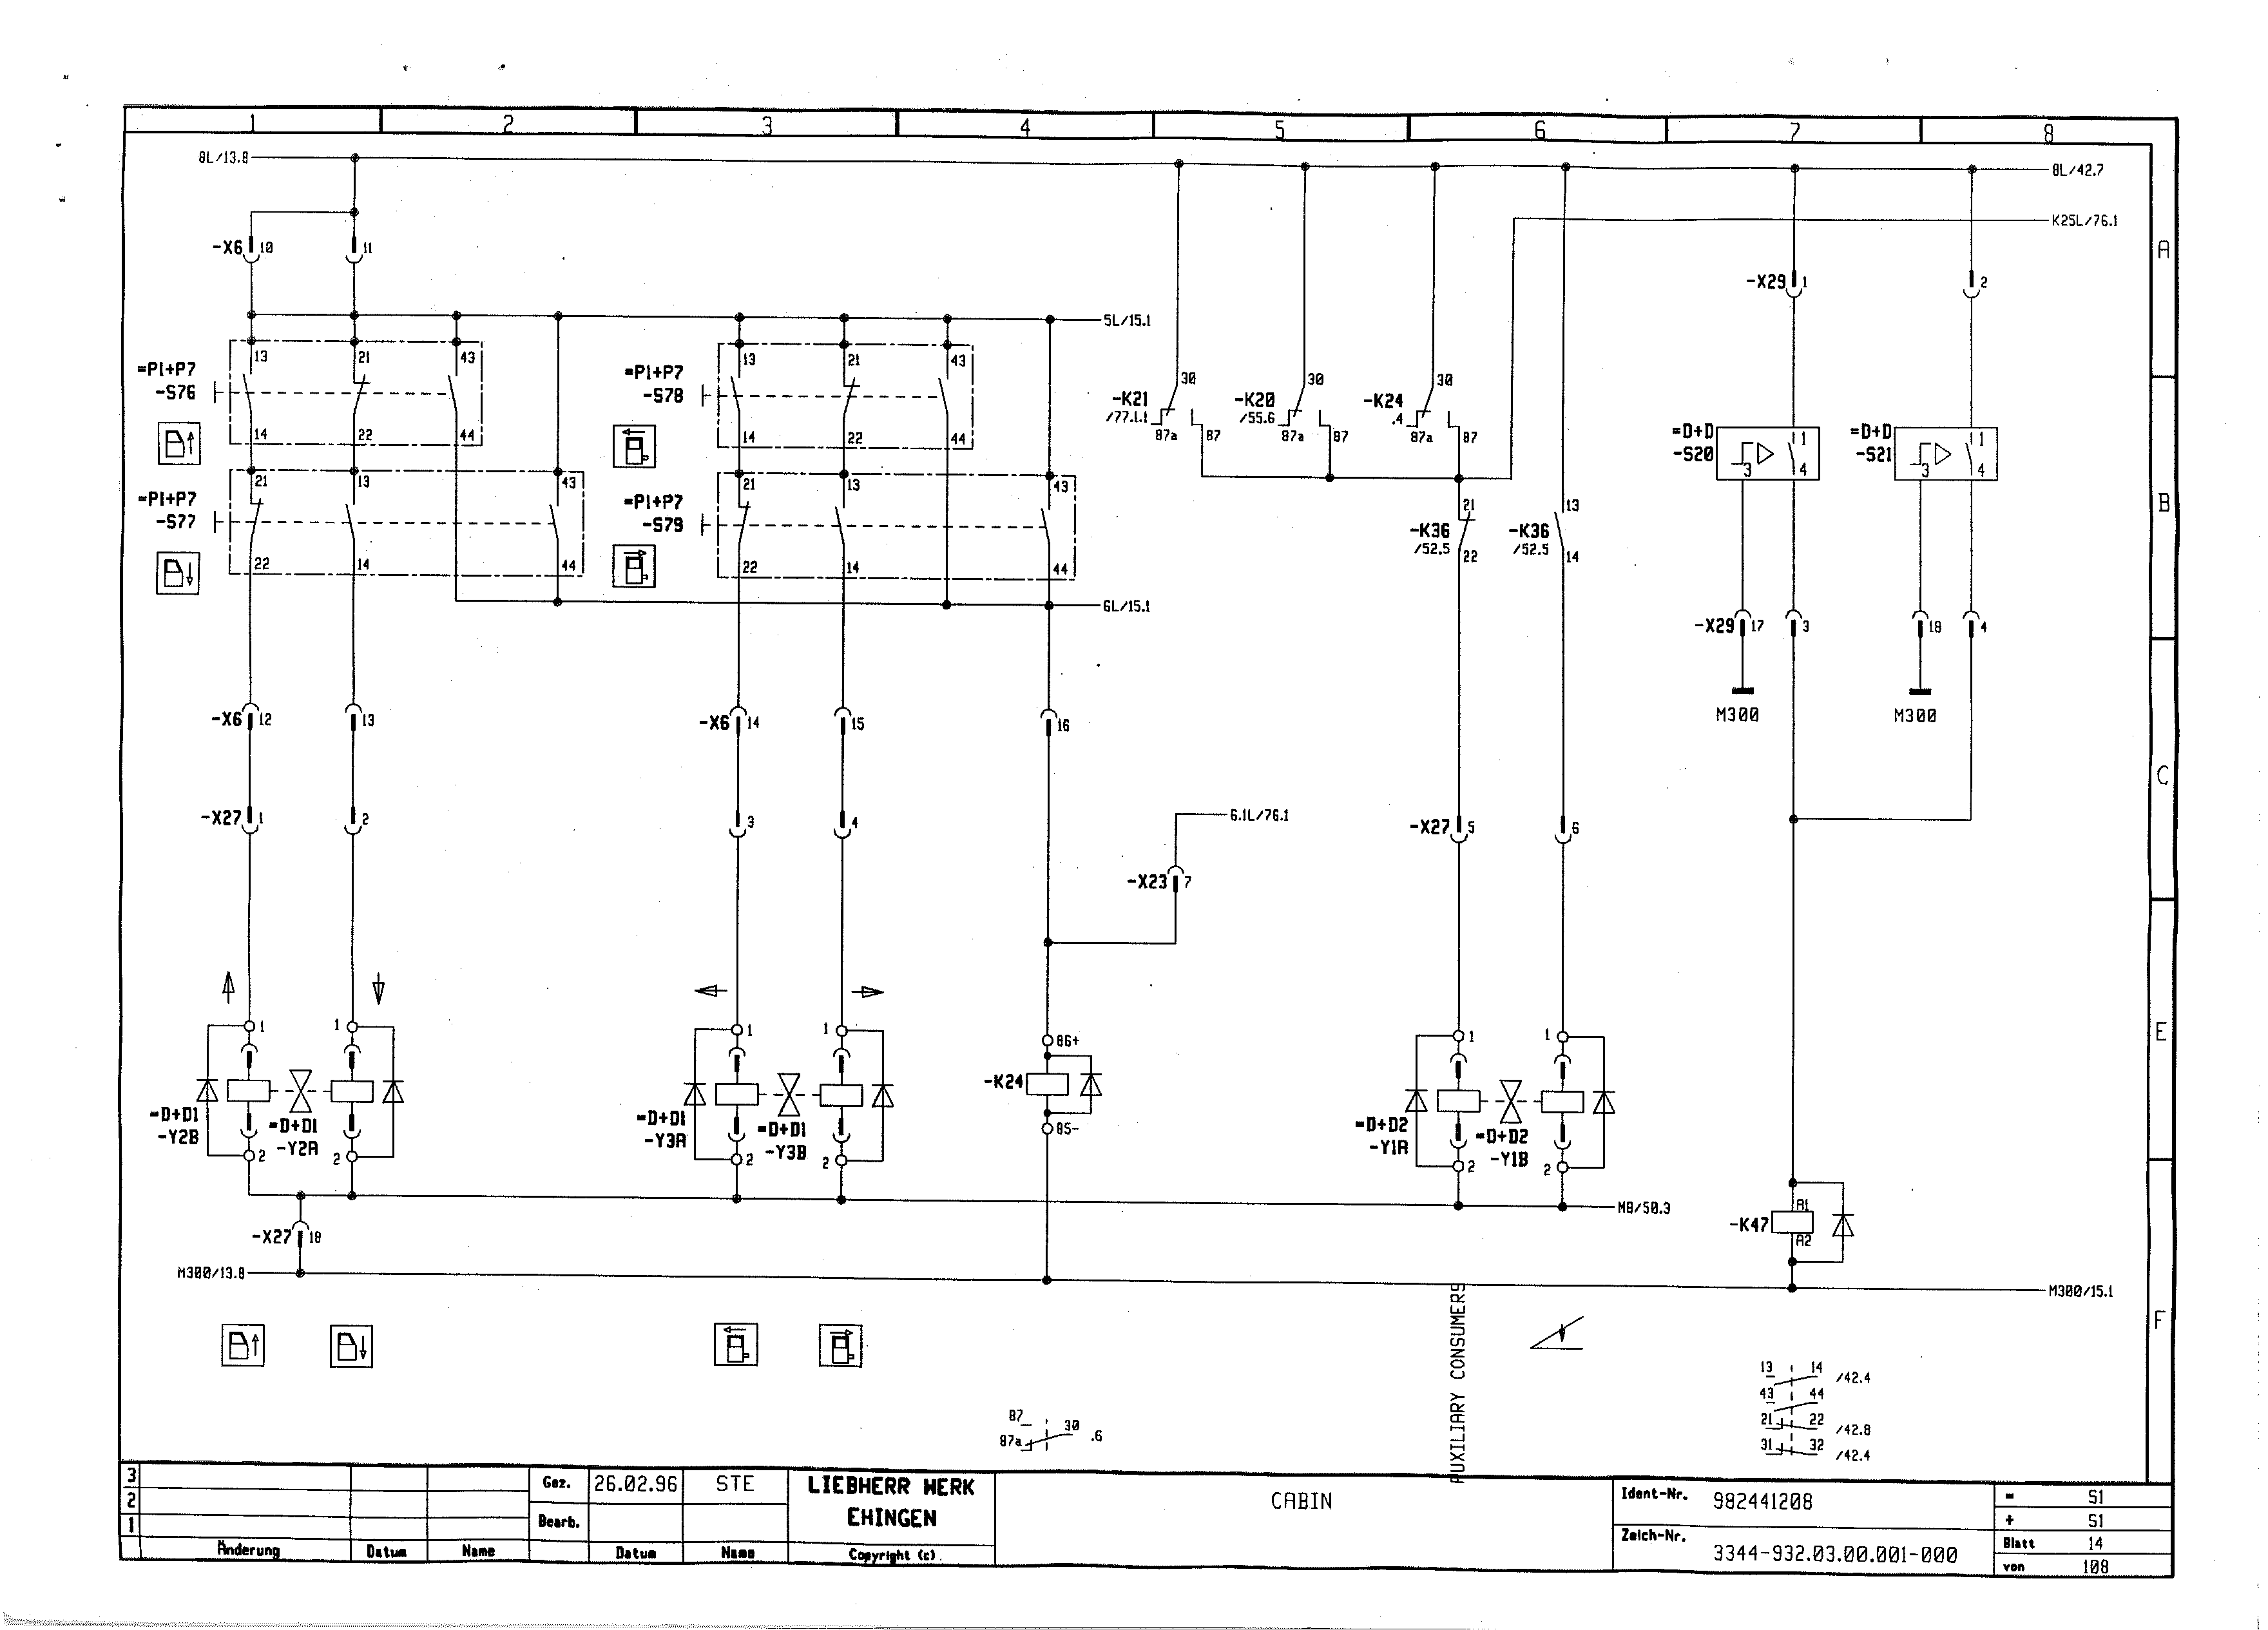 1 2 3 4 5 6 7 8
8L/13.8
8L/42.7
K25L/76.1
A
-X6 10 11
-X29 1 2
5L/15.1
=P1+P7
-S76
13 21 43
14 22 44
=P1+P7
-S78
13 21 43
14 22 44
-K21
/77.1.1
30
87a 87
-K20
/55.6
30
87a 87
-K24
.4
30
87a 87
=D+D
-S20
1
3 4
=D+D
-S21
1
3 4
=P1+P7
-S77
21 13 43
22 14 44
=P1+P7
-S79
21 13 43
22 14 44
-K36
/52.5
21
22
-K36
/52.5
13
14
B
6L/15.1
-X29 17 3 18 4
M300 M300
-X6 12 13
-X6 14 15 16
C
-X27 1 2 3 4
6.1L/76.1
-X27 5 6
-X23 7
E
1 1
=D+D1
-Y2B
=D+D1
-Y2A
2 2
1 1
=D+D1
-Y3A
=D+D1
-Y3B
2 2
86+
-K24
85-
1 1
=D+D2
-Y1A
=D+D2
-Y1B
2 2
M8/50.3
-K47
A1
A2
-X27 18
M300/13.8
M300/15.1
F
AUXILIARY CONSUMERS
87
87a
30
.6
13 14 /42.4
43 44
21 22 /42.8
31 32 /42.4
3
2
1
Änderung Datum Name
Gez. 26.02.96 STE
Bearb.
Datum Name
LIEBHERR WERK
EHINGEN
Copyright (c).
CABIN
Ident-Nr. 982441208
Zeich-Nr. 3344-932.03.00.001-000
= S1
+ S1
Blatt 14
von 108